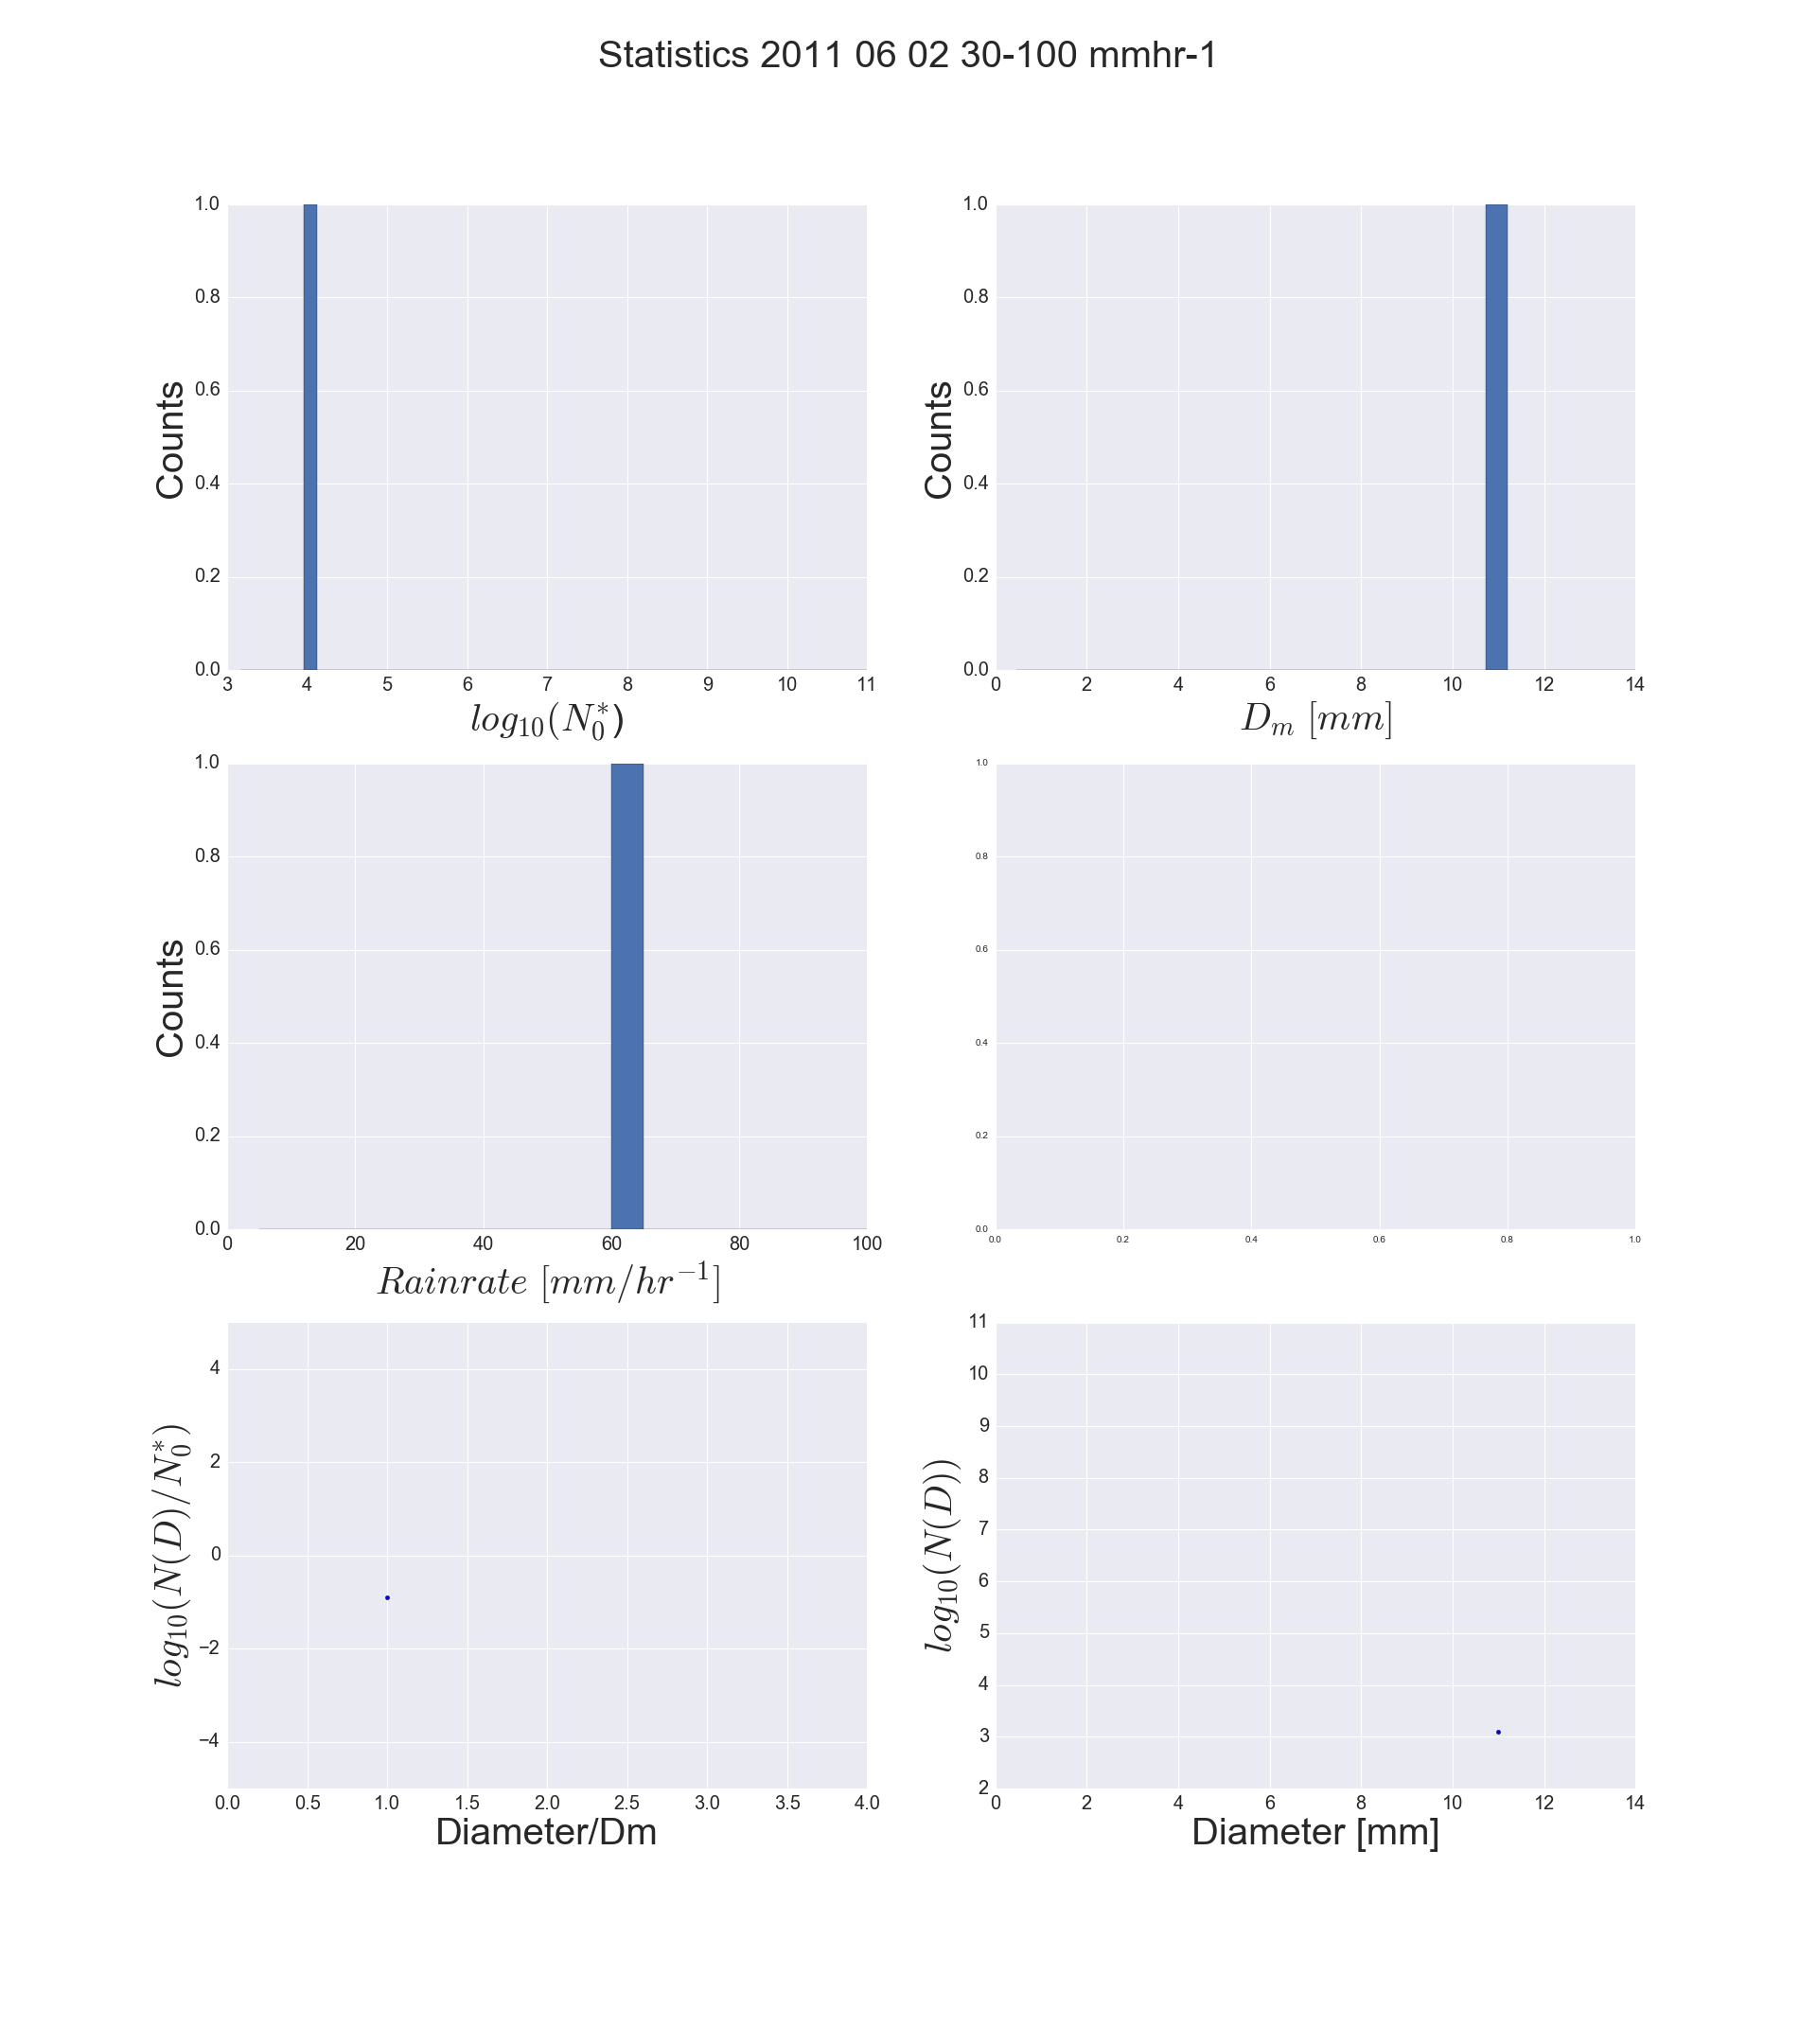 Statistics 2011 06 02 30-100 mmhr-1
1.0
0.8
0.6
0.4
0.2
0.0
Counts
3 4 5 6 7 8 9 10 11
log₁₀(N₀*)
1.0
0.8
0.6
0.4
0.2
0.0
Counts
0 2 4 6 8 10 12 14
Dₘ [mm]
1.0
0.8
0.6
0.4
0.2
0.0
Counts
0 20 40 60 80 100
Rainrate [mm/hr⁻¹]
1.0
0.8
0.6
0.4
0.2
0.0
0.0 0.2 0.4 0.6 0.8 1.0
4
2
0
−2
−4
log₁₀(N(D)/N₀*)
0.0 0.5 1.0 1.5 2.0 2.5 3.0 3.5 4.0
Diameter/Dm
11
10
9
8
7
6
5
4
3
2
log₁₀(N(D))
0 2 4 6 8 10 12 14
Diameter [mm]